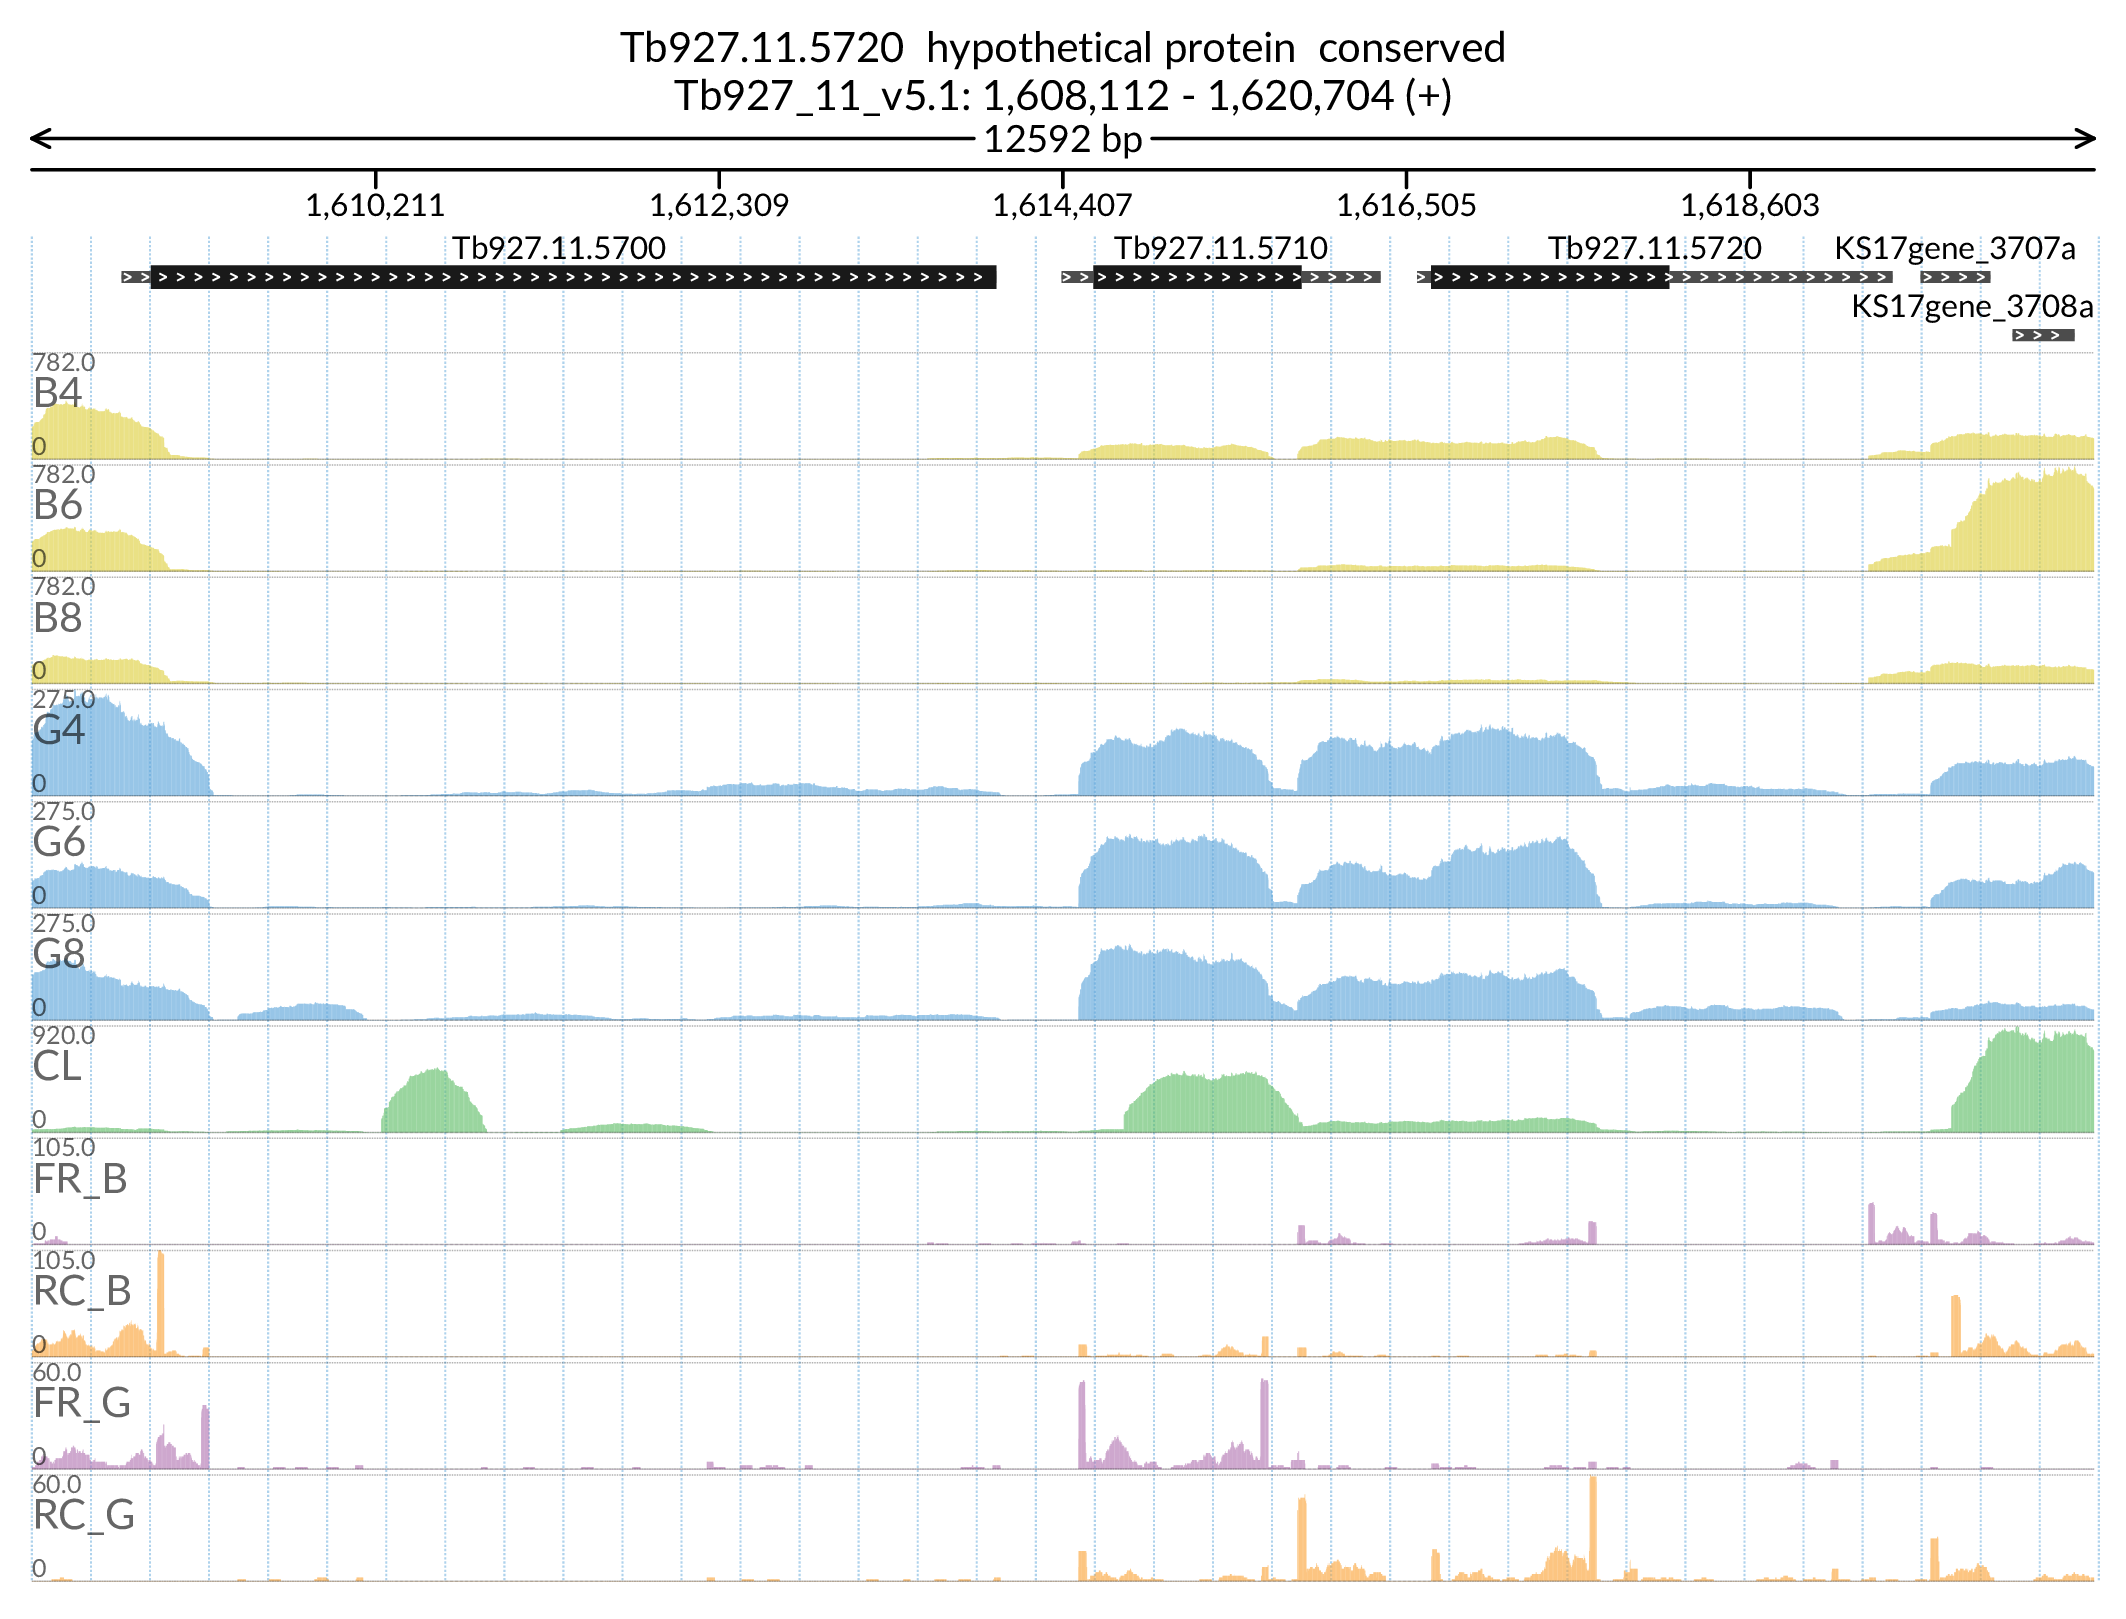 Tb927.11.5720 hypothetical protein conserved
Tb927_11_v5.1: 1,608,112 - 1,620,704 (+)
12592 bp
1,610,211 1,612,309 1,614,407 1,616,505 1,618,603
Tb927.11.5700 Tb927.11.5710 Tb927.11.5720 KS17gene_3707a
KS17gene_3708a
782.0
B4
0
782.0
B6
0
782.0
B8
0
275.0
G4
0
275.0
G6
0
275.0
G8
0
920.0
CL
0
105.0
FR_B
0
105.0
RC_B
0
60.0
FR_G
0
60.0
RC_G
0